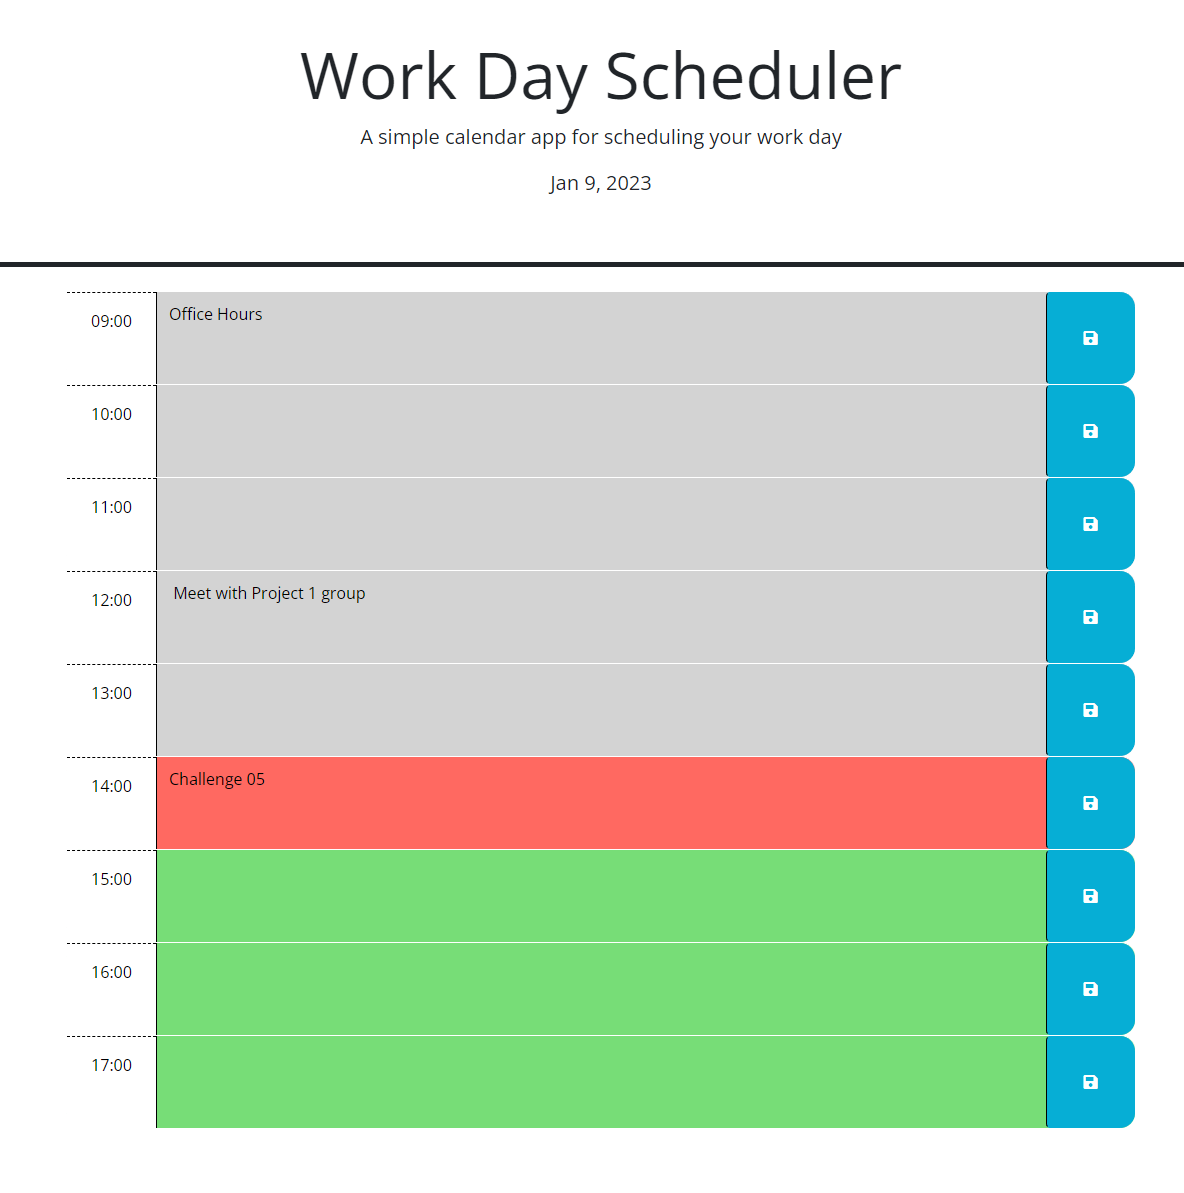 Work Day Scheduler
A simple calendar app for scheduling your work day
Jan 9, 2023
09:00 Office Hours
10:00
11:00
12:00 Meet with Project 1 group
13:00
14:00 Challenge 05
15:00
16:00
17:00